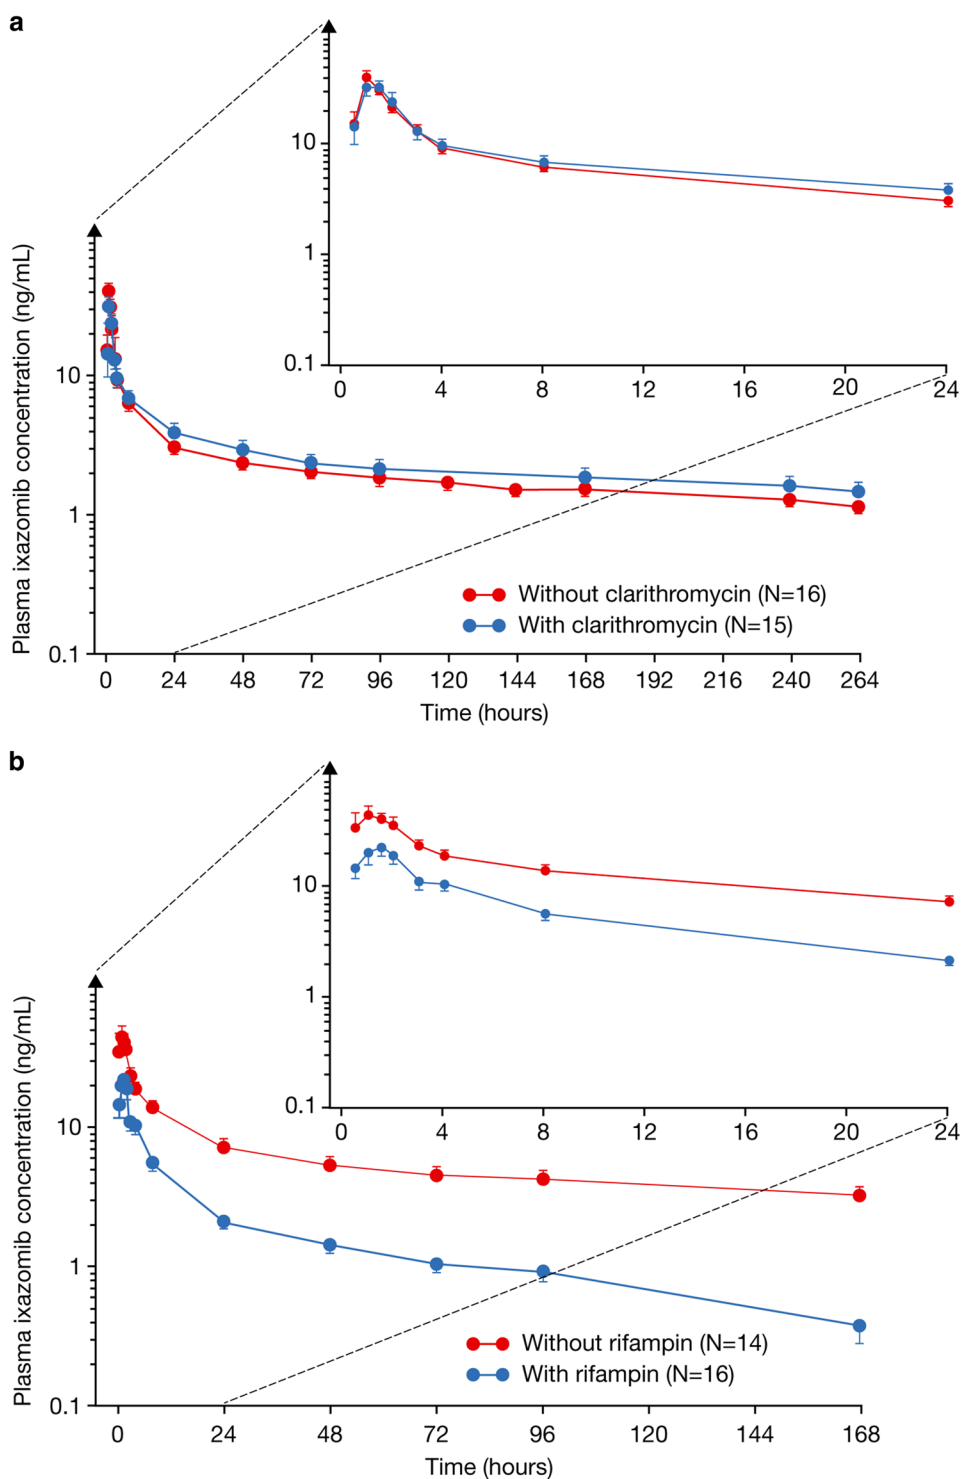 a
10
1
0.1
0 4 8 12 16 20 24
Plasma ixazomib concentration (ng/mL)
10
1
0.1
Without clarithromycin (N=16)
With clarithromycin (N=15)
0 24 48 72 96 120 144 168 192 216 240 264
Time (hours)
b
10
1
0.1
0 4 8 12 16 20 24
Plasma ixazomib concentration (ng/mL)
10
1
0.1
Without rifampin (N=14)
With rifampin (N=16)
0 24 48 72 96 120 144 168
Time (hours)